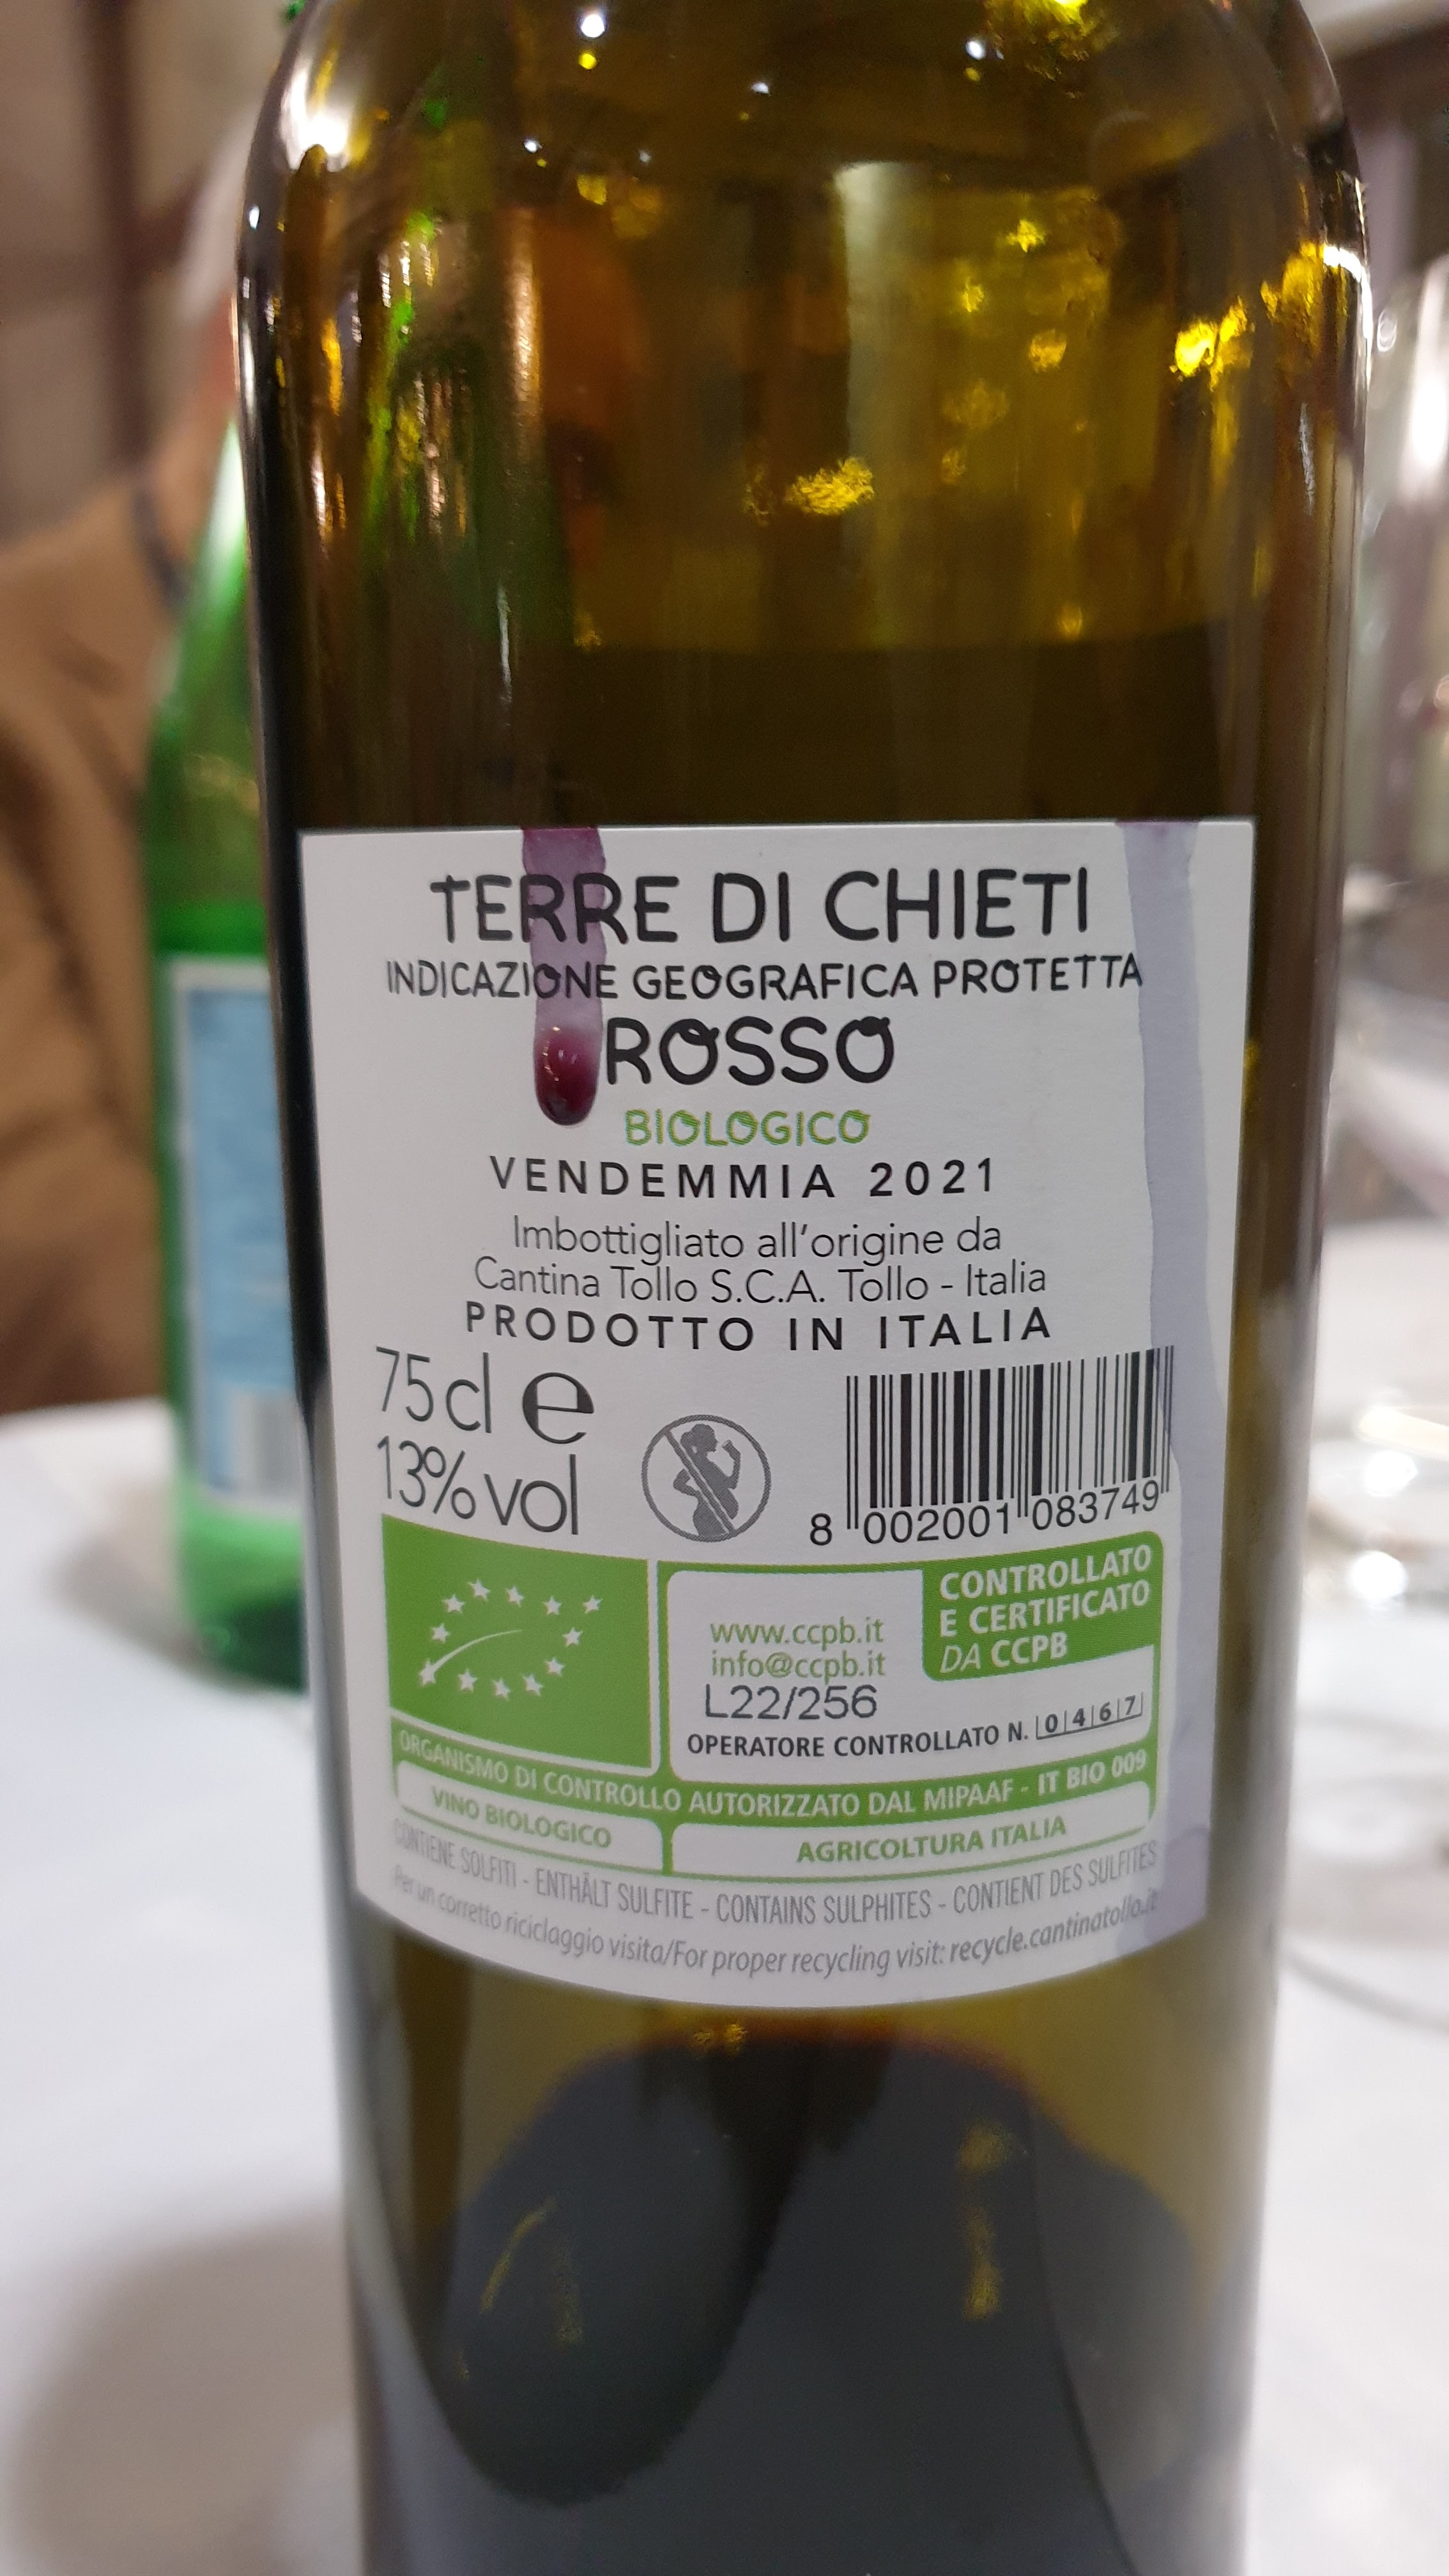 TERRE DI CHIETI
INDICAZIONE GEOGRAFICA PROTETTA
ROSSO
BIOLOGICO
VENDEMMIA 2021
Imbottigliato all'origine da
Cantina Tollo S.C.A. Tollo - Italia
PRODOTTO IN ITALIA
75 cl e
13% vol
8 002001 083749
CONTROLLATO
E CERTIFICATO
DA CCPB
www.ccpb.it
info@ccpb.it
L22/256
OPERATORE CONTROLLATO N. 0467
ORGANISMO DI CONTROLLO AUTORIZZATO DAL MIPAAF - IT BIO 009
VINO BIOLOGICO
AGRICOLTURA ITALIA
CONTIENE SOLFITI - ENTHÄLT SULFITE - CONTAINS SULPHITES - CONTIENT DES SULFITES
Per un corretto riciclaggio visita/For proper recycling visit: recycle.cantinatollo.it